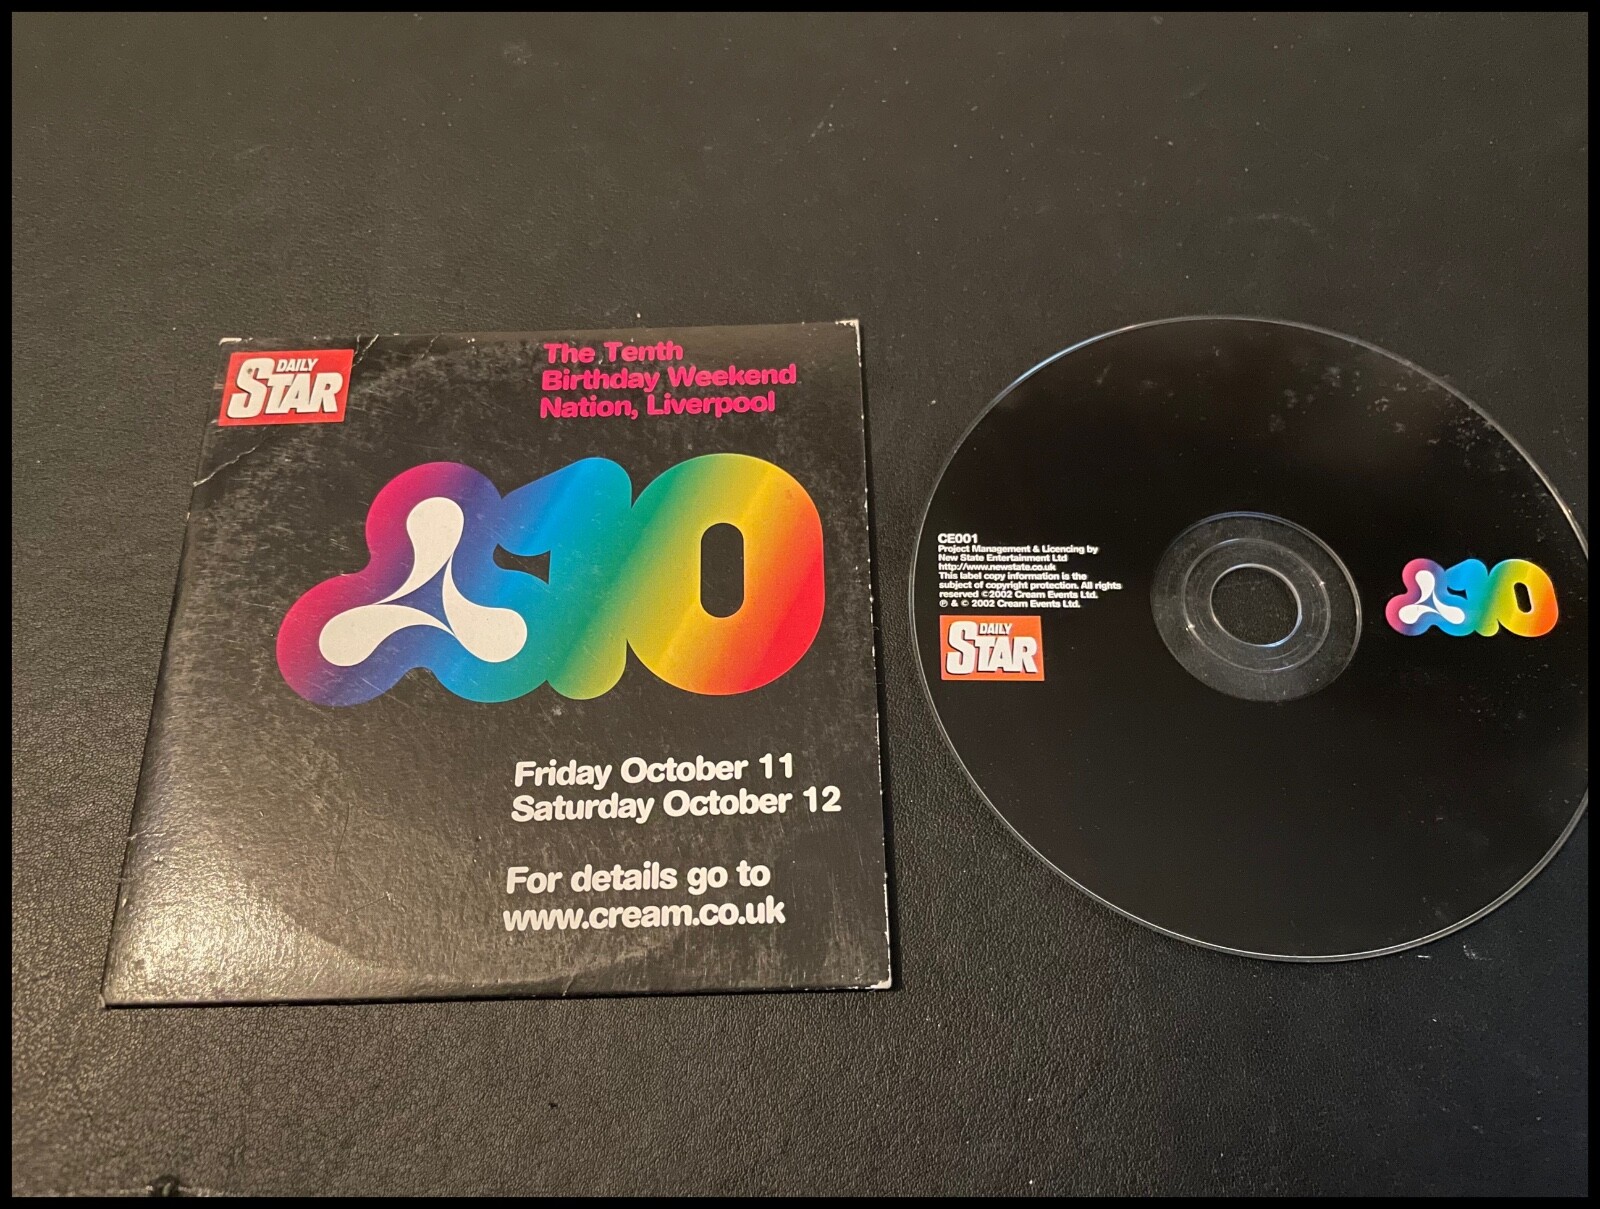 DAILY
STAR
The Tenth
Birthday Weekend
Nation, Liverpool
10
Friday October 11
Saturday October 12
For details go to
www.cream.co.uk
CE001
Project Management & Licencing by
New State Entertainment Ltd
http://www.newstate.co.uk
This label copy information is the
subject of copyright protection. All rights
reserved ©2002 Cream Events Ltd.
℗ & © 2002 Cream Events Ltd.
DAILY
STAR
10